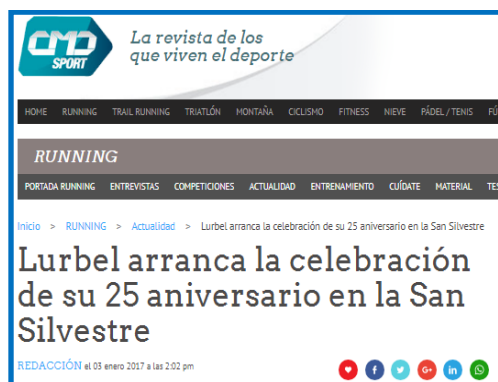 CMD
SPORT
La revista de los
que viven el deporte
HOME RUNNING TRAIL RUNNING TRIATLÓN MONTAÑA CICLISMO FITNESS NIEVE PÁDEL / TENIS FÚ
RUNNING
PORTADA RUNNING ENTREVISTAS COMPETICIONES ACTUALIDAD ENTRENAMIENTO CUÍDATE MATERIAL TES
Inicio > RUNNING > Actualidad > Lurbel arranca la celebración de su 25 aniversario en la San Silvestre
Lurbel arranca la celebración
de su 25 aniversario en la San
Silvestre
REDACCIÓN el 03 enero 2017 a las 2:02 pm